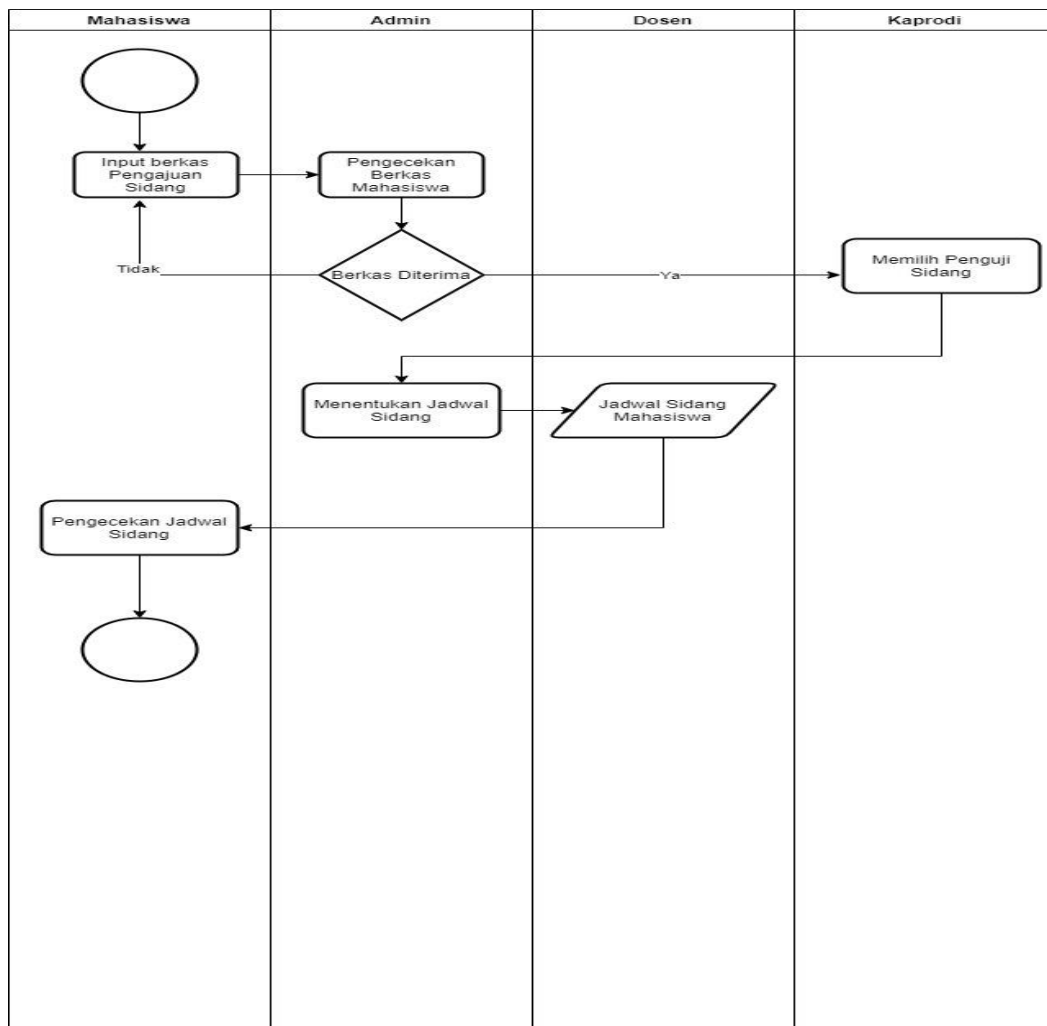 Mahasiswa
Admin
Dosen
Kaprodi
Input berkas
Pengajuan
Sidang
Pengecekan
Berkas
Mahasiswa
Tidak
Berkas Diterima
Ya
Memilih Penguji
Sidang
Menentukan Jadwal
Sidang
Jadwal Sidang
Mahasiswa
Pengecekan Jadwal
Sidang